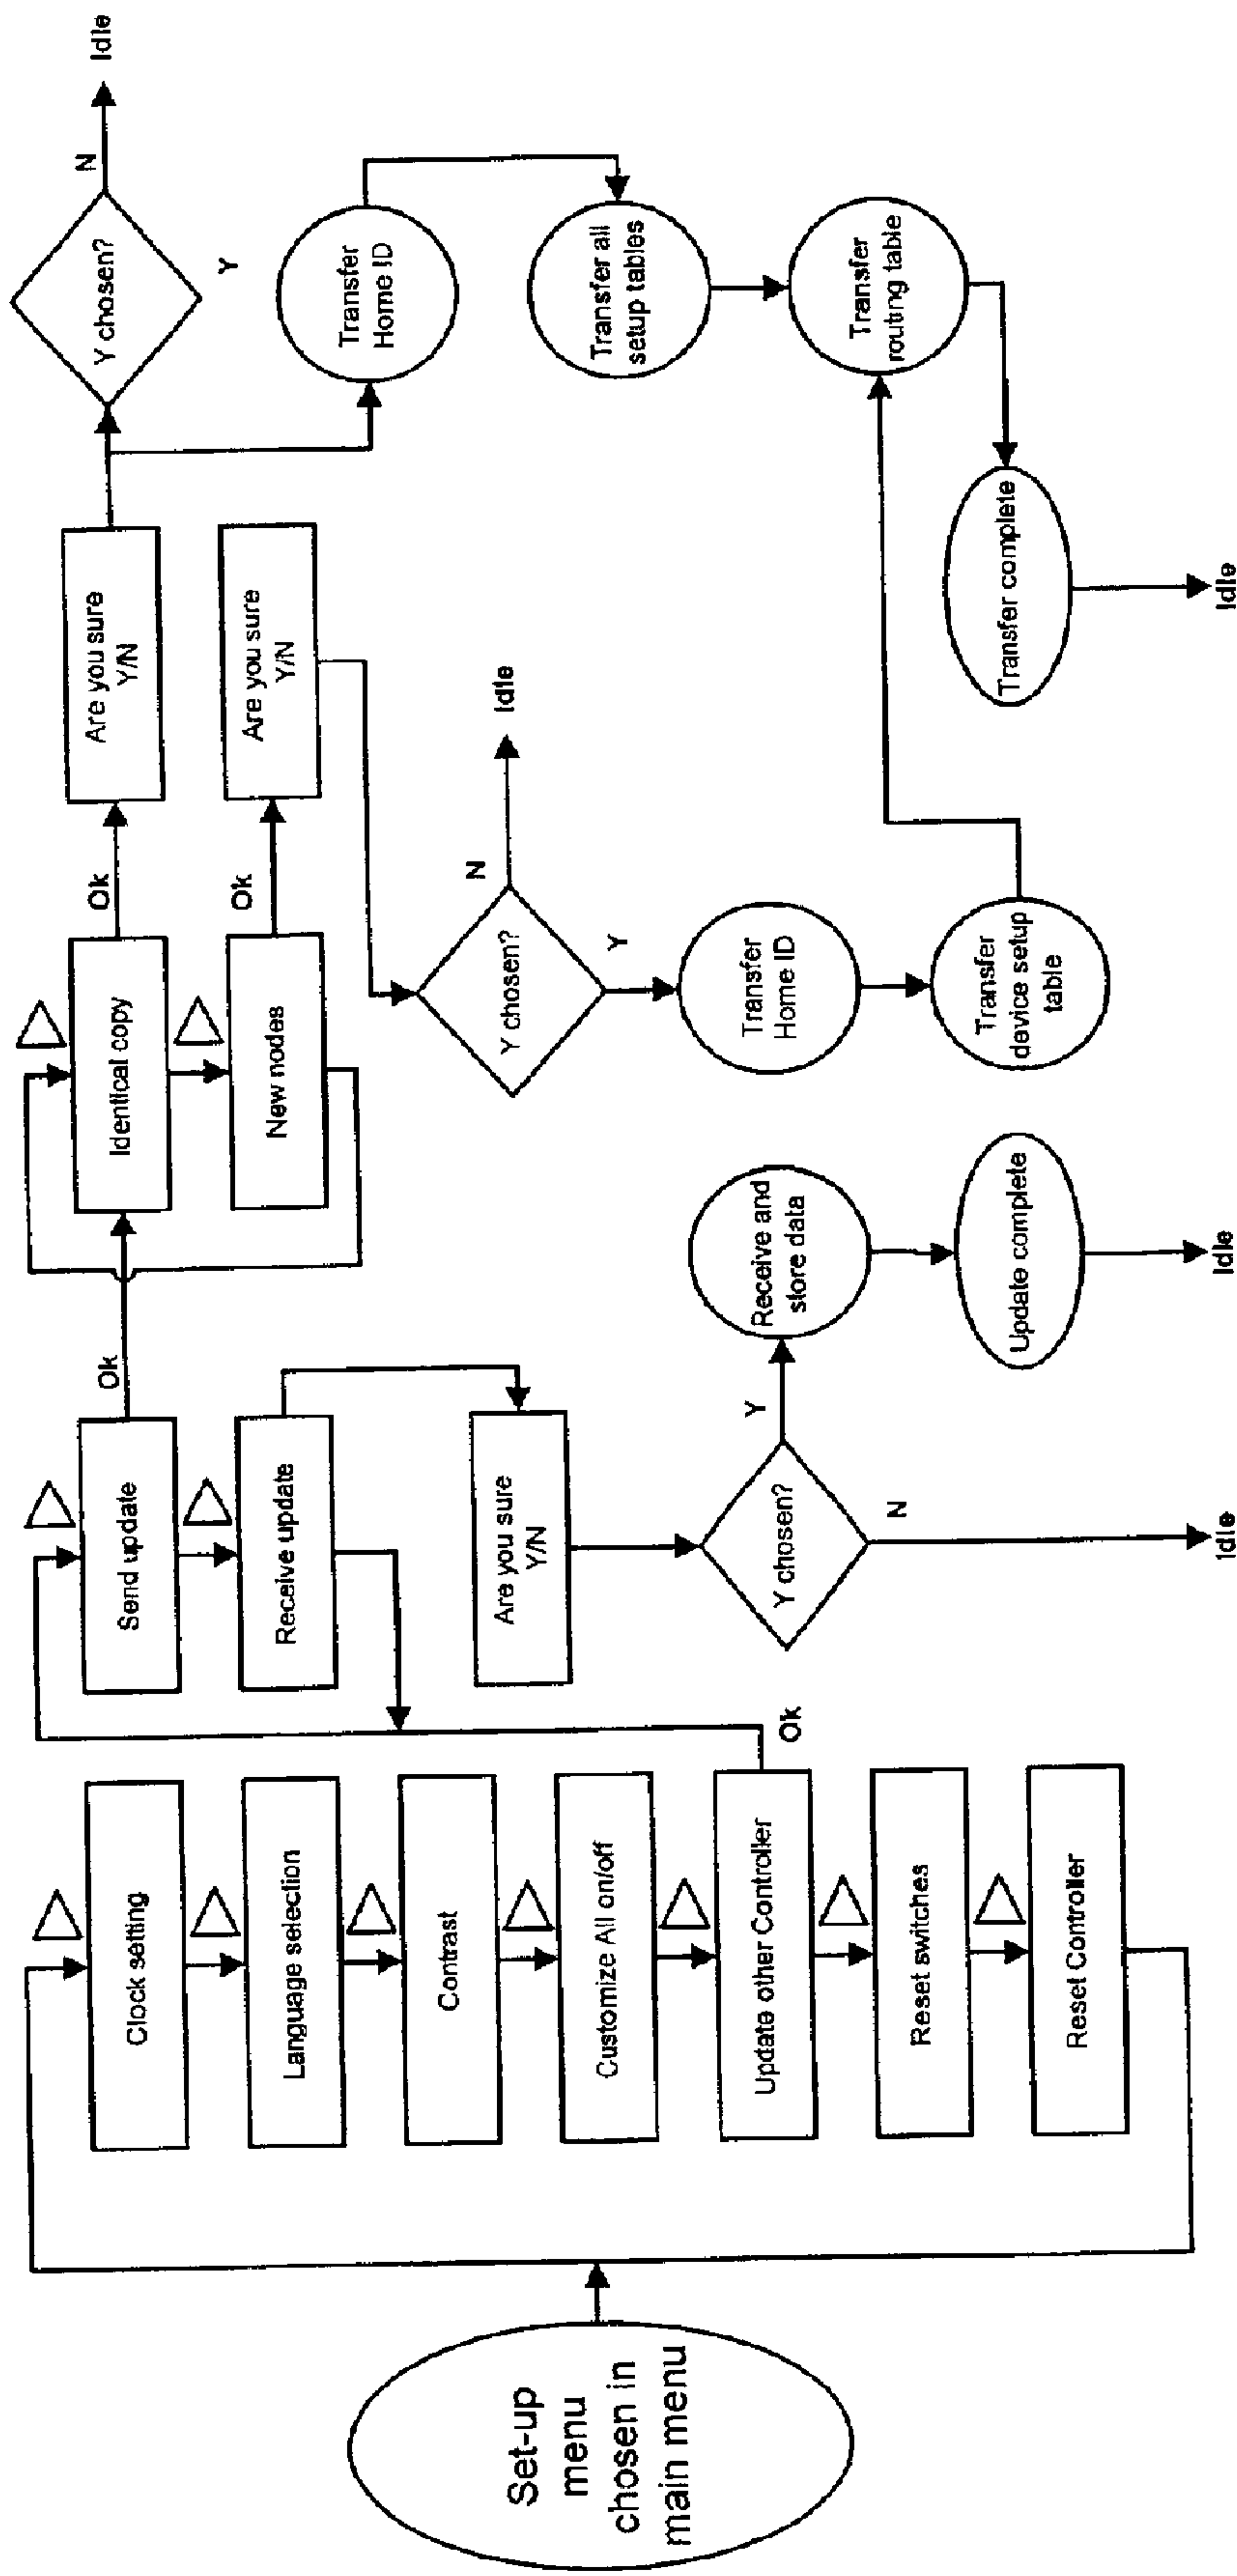 Set-up
menu
chosen in
main menu
Clock setting
Language selection
Contrast
Customize All on/off
Update other Controller
Reset switches
Reset Controller
Ok
Send update
Receive update
Are you sure
Y/N
Y chosen?
N
Idle
Y
Receive and
store data
Update complete
Idle
Ok
Identical copy
New nodes
Ok
Ok
Are you sure
Y/N
Are you sure
Y/N
Y chosen?
N
Idle
Y
Transfer
Home ID
Transfer
device setup
table
Y chosen?
N
Idle
Y
Transfer
Home ID
Transfer all
setup tables
Transfer
routing table
Transfer complete
Idle